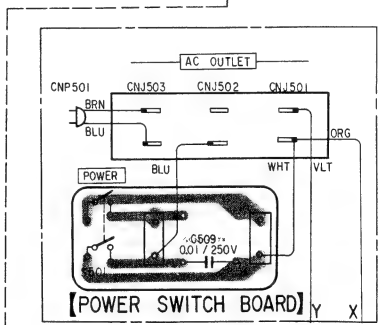 AC OUTLET
CNP501 CNJ503 CNJ502 CNJ501
BRN
BLU
ORG
BLU WHT VLT
POWER
C509
0.01 / 250V
S501
【POWER SWITCH BOARD】 Y X